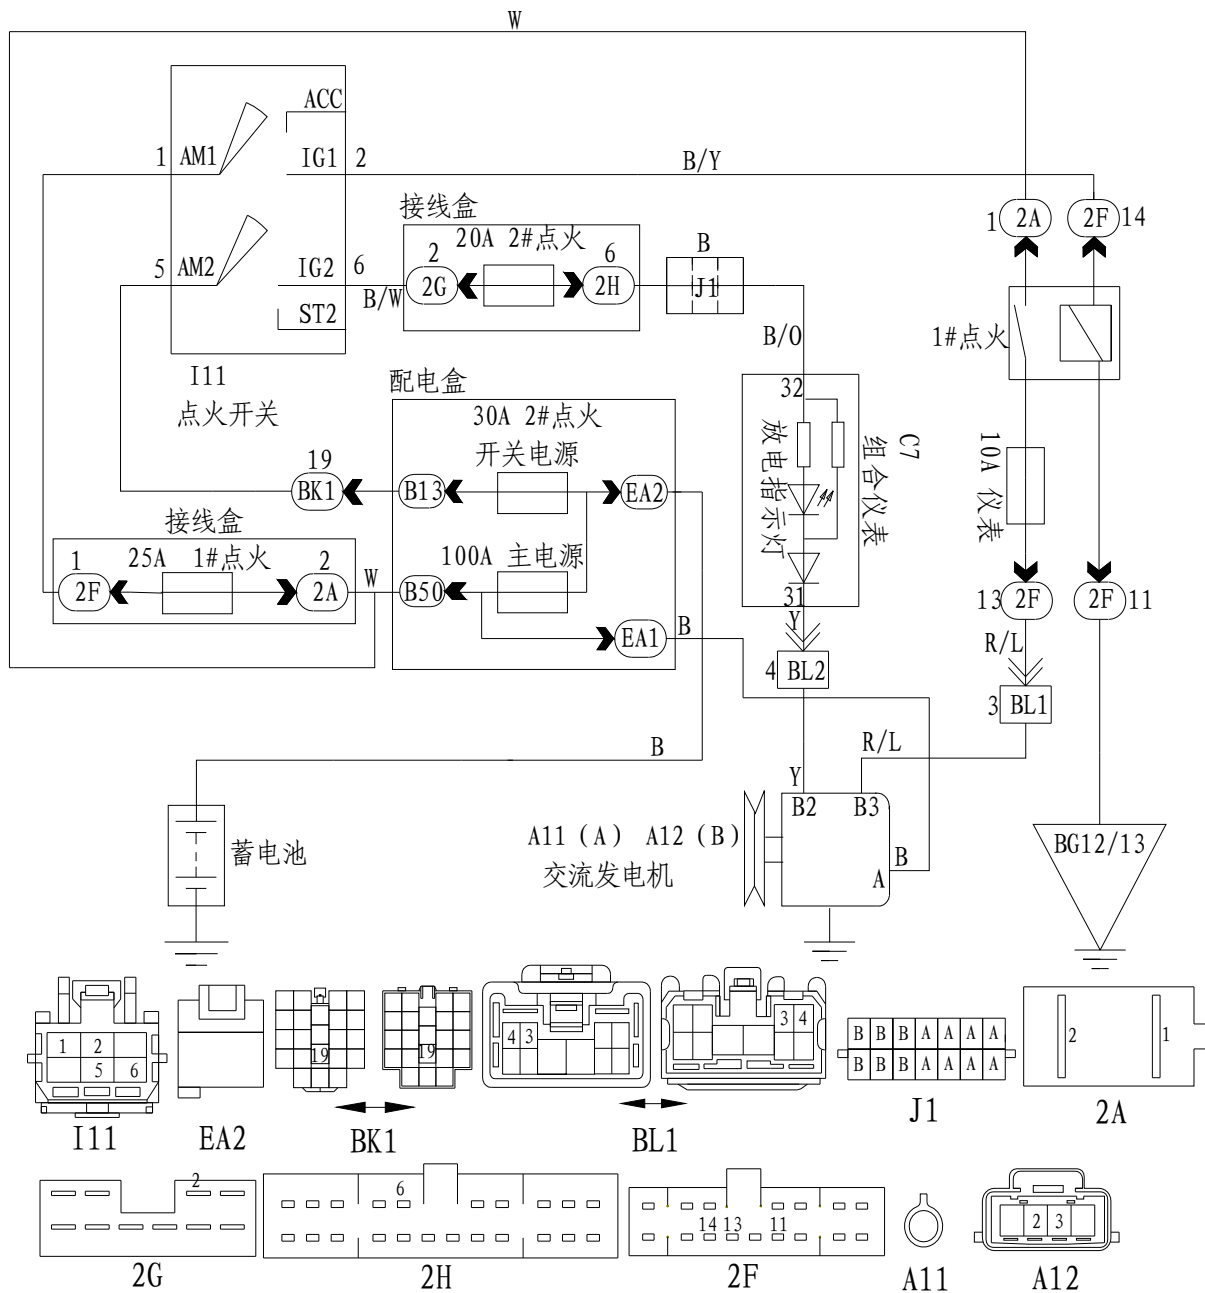 W
ACC
1 AM1 IG1 2
B/Y
接线盒
1 2A 2F 14
20A 2#点火
B
5 AM2 IG2 6
2 6
2G 2H
J1
B/W
ST2
B/O
1#点火
I11
点火开关
配电盒
32
30A 2#点火
开关电源
放电指示灯
C7
组合仪表
10A 仪表
19
BK1 B13 EA2
接线盒
1 25A 1#点火 2
100A 主电源
2F 2A W B50
31
13 2F 2F 11
Y
EA1 B
R/L
4 BL2
3 BL1
B
R/L
Y
B2 B3
A11(A) A12(B)
交流发电机
B
A
蓄电池
BG12/13
1 2
5 6
19
19
4 3
3 4
B B B A A A A
B B B A A A A
2 1
I11 EA2 BK1 BL1 J1 2A
2
6
14 13 11
2 3
2G 2H 2F A11 A12